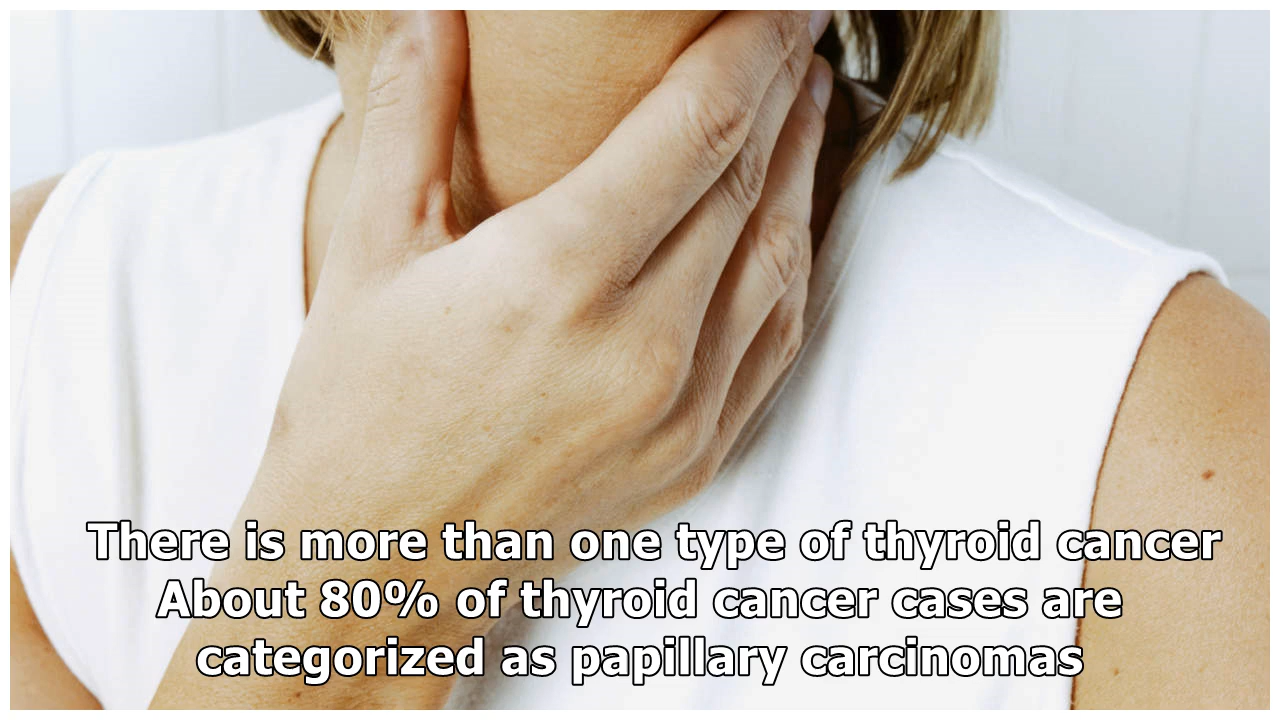 There is more than one type of thyroid cancer
About 80% of thyroid cancer cases are
categorized as papillary carcinomas